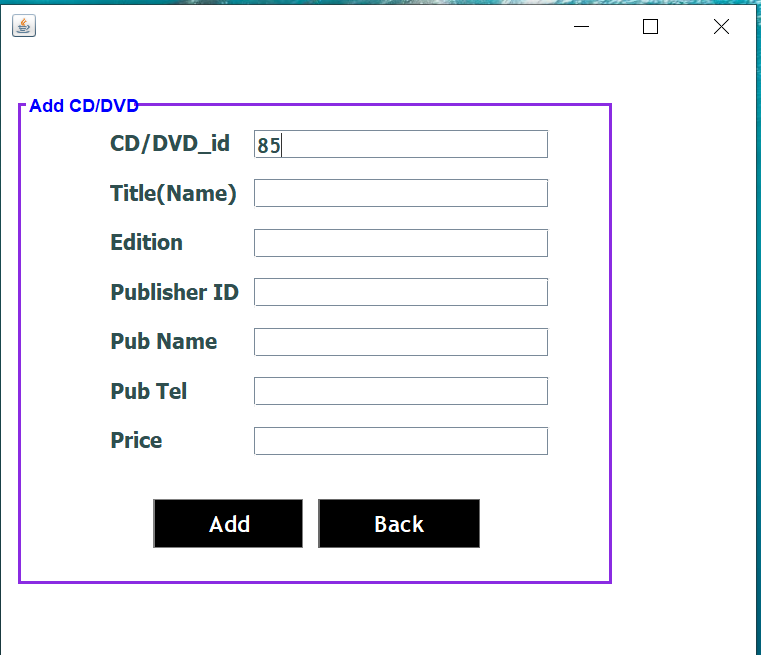 Add CD/DVD
CD/DVD_id 85
Title(Name)
Edition
Publisher ID
Pub Name
Pub Tel
Price
Add Back